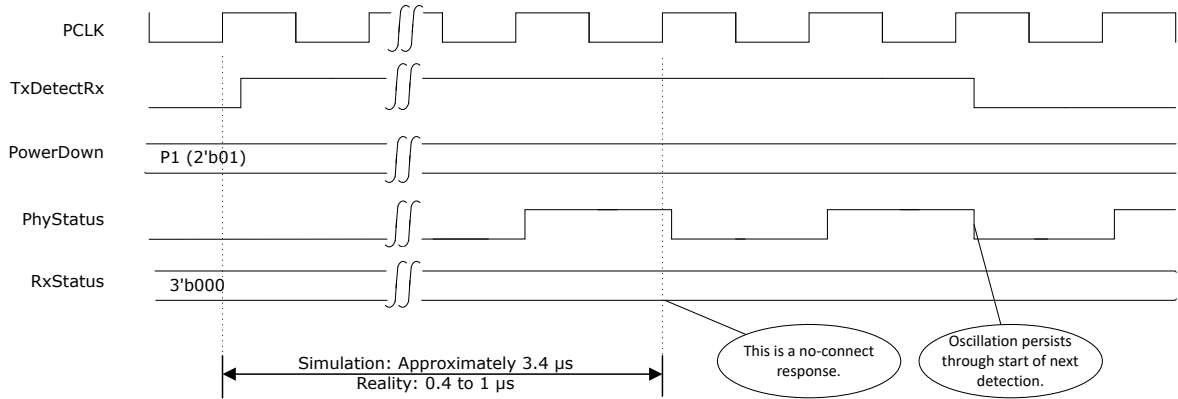 PCLK
TxDetectRx
PowerDown
P1 (2'b01)
PhyStatus
RxStatus
3'b000
Simulation: Approximately 3.4 µs
Reality: 0.4 to 1 µs
This is a no-connect
response.
Oscillation persists
through start of next
detection.